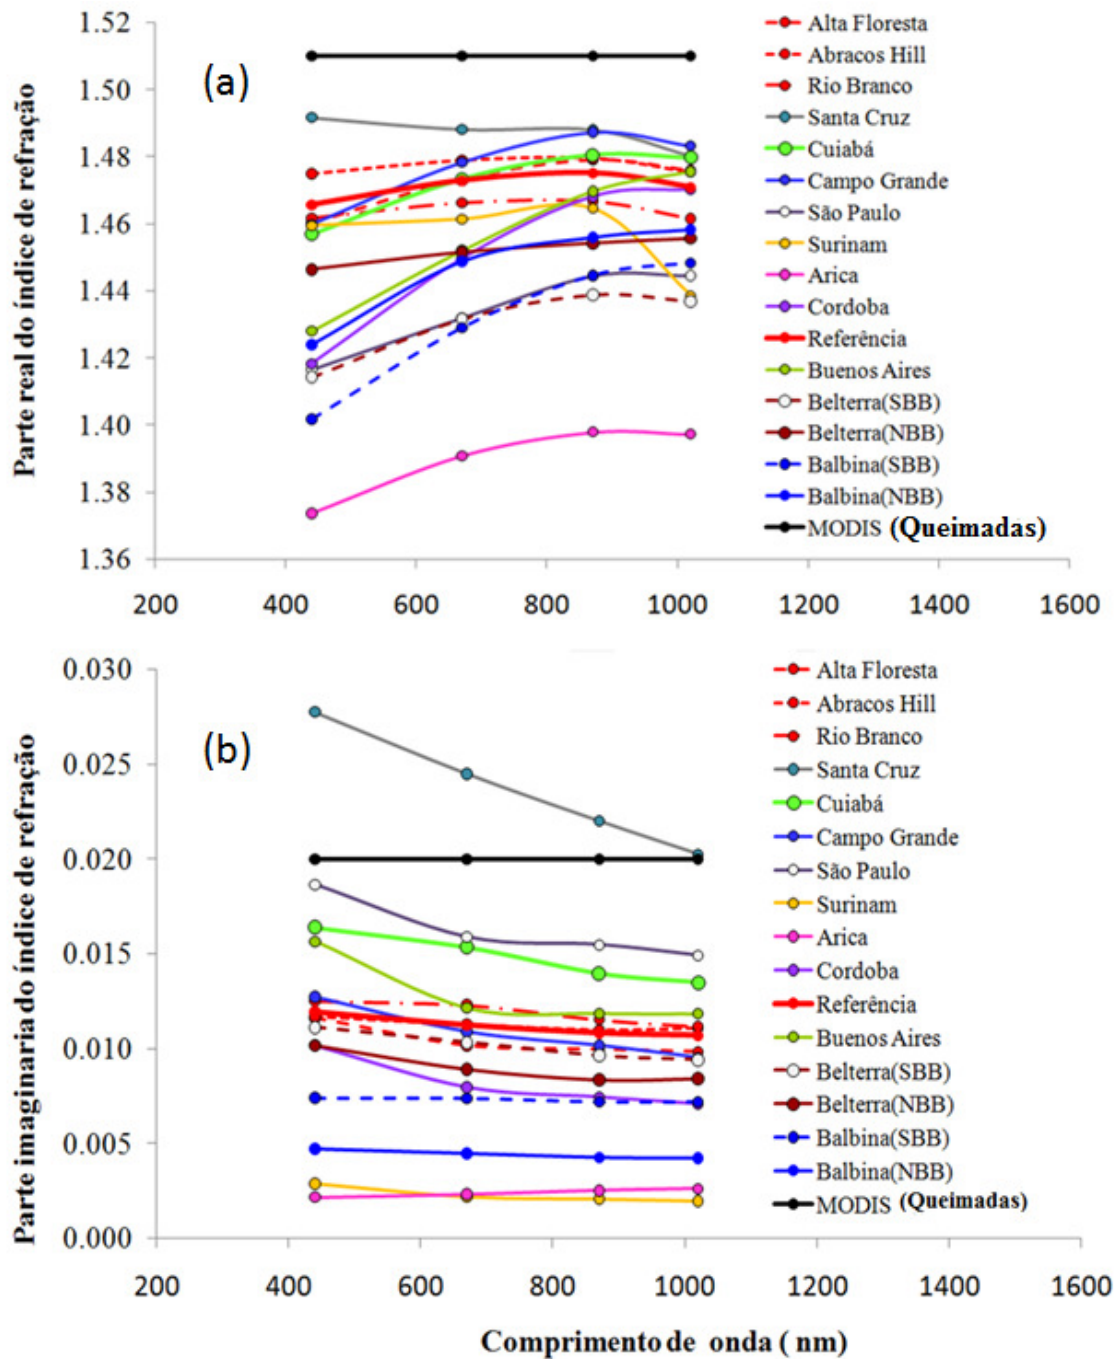 Parte real do índice de refração
1.52
1.50
1.48
1.46
1.44
1.42
1.40
1.38
1.36
(a)
200 400 600 800 1000 1200 1400 1600
Alta Floresta
Abracos Hill
Rio Branco
Santa Cruz
Cuiabá
Campo Grande
São Paulo
Surinam
Arica
Cordoba
Referência
Buenos Aires
Belterra(SBB)
Belterra(NBB)
Balbina(SBB)
Balbina(NBB)
MODIS (Queimadas)
Parte imaginaria do índice de refração
0.030
0.025
0.020
0.015
0.010
0.005
0.000
(b)
200 400 600 800 1000 1200 1400 1600
Alta Floresta
Abracos Hill
Rio Branco
Santa Cruz
Cuiabá
Campo Grande
São Paulo
Surinam
Arica
Cordoba
Referência
Buenos Aires
Belterra(SBB)
Belterra(NBB)
Balbina(SBB)
Balbina(NBB)
MODIS (Queimadas)
Comprimento de onda ( nm)